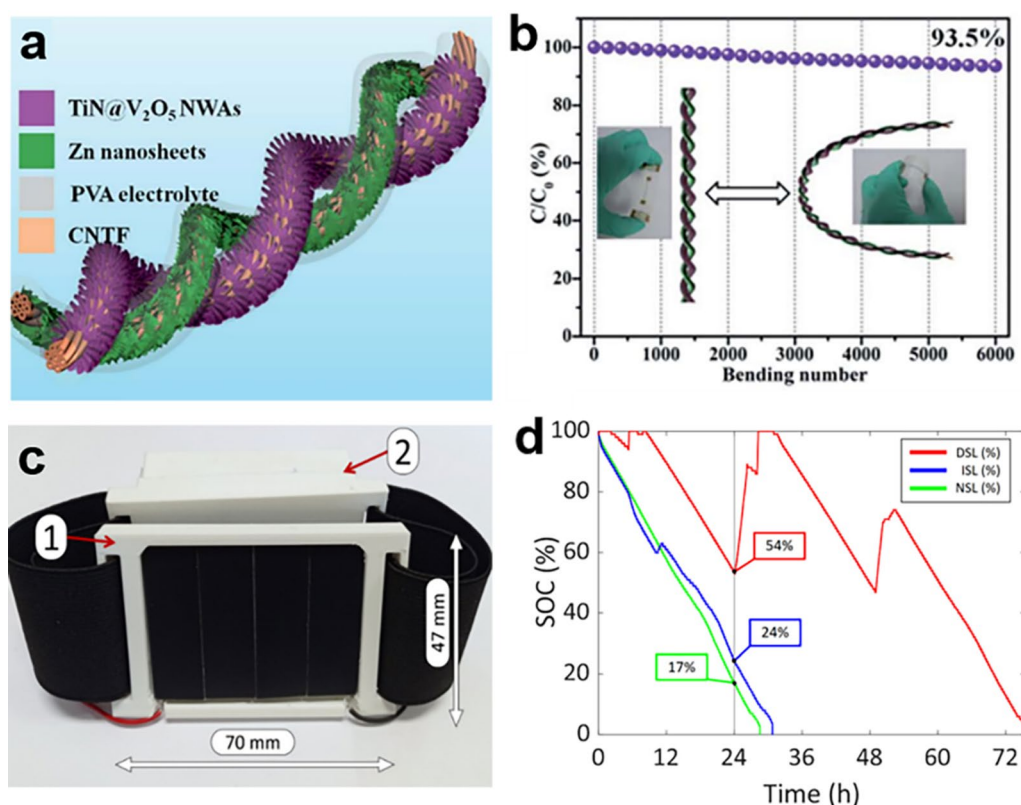 a
TiN@V₂O₅ NWAs
Zn nanosheets
PVA electrolyte
CNTF
b
93.5%
100
80
60
40
20
0
C/C₀ (%)
0 1000 2000 3000 4000 5000 6000
Bending number
c
2
1
47 mm
70 mm
d
100
80
60
40
20
0
SOC (%)
DSL (%)
ISL (%)
NSL (%)
54%
24%
17%
0 12 24 36 48 60 72
Time (h)